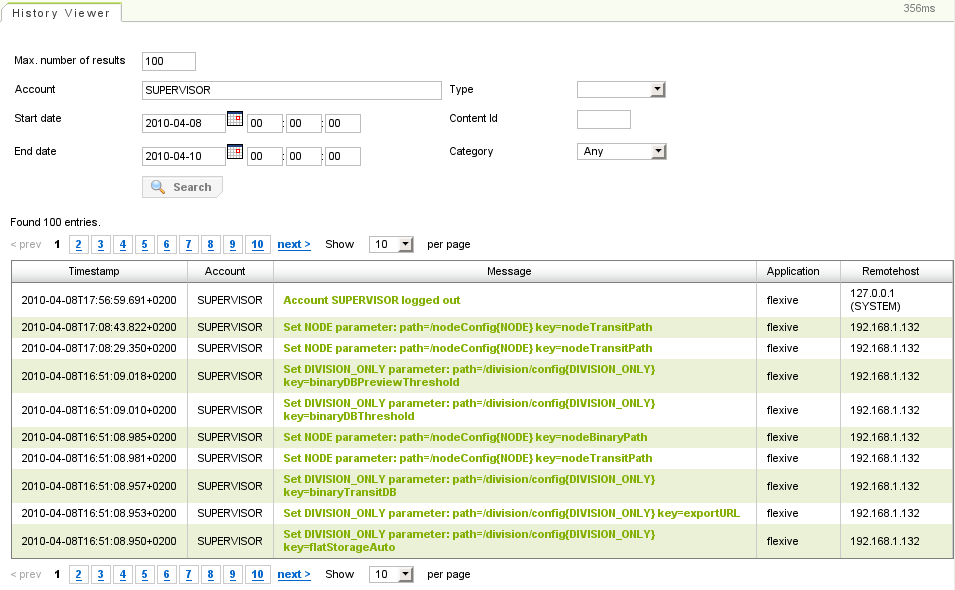 History Viewer
356ms
Max. number of results 100
Account SUPERVISOR Type
Start date 2010-04-08 00 : 00 : 00 Content Id
End date 2010-04-10 00 : 00 : 00 Category Any
Search
Found 100 entries.
< prev 1 2 3 4 5 6 7 8 9 10 next > Show 10 per page
Timestamp Account Message Application Remotehost
2010-04-08T17:56:59.691+0200 SUPERVISOR Account SUPERVISOR logged out flexive 127.0.0.1
(SYSTEM)
2010-04-08T17:08:43.822+0200 SUPERVISOR Set NODE parameter: path=/nodeConfig{NODE} key=nodeTransitPath flexive 192.168.1.132
2010-04-08T17:08:29.350+0200 SUPERVISOR Set NODE parameter: path=/nodeConfig{NODE} key=nodeTransitPath flexive 192.168.1.132
2010-04-08T16:51:09.018+0200 SUPERVISOR Set DIVISION_ONLY parameter: path=/division/config{DIVISION_ONLY} flexive 192.168.1.132
key=binaryDBPreviewThreshold
2010-04-08T16:51:09.010+0200 SUPERVISOR Set DIVISION_ONLY parameter: path=/division/config{DIVISION_ONLY} flexive 192.168.1.132
key=binaryDBThreshold
2010-04-08T16:51:08.985+0200 SUPERVISOR Set NODE parameter: path=/nodeConfig{NODE} key=nodeBinaryPath flexive 192.168.1.132
2010-04-08T16:51:08.981+0200 SUPERVISOR Set NODE parameter: path=/nodeConfig{NODE} key=nodeTransitPath flexive 192.168.1.132
2010-04-08T16:51:08.957+0200 SUPERVISOR Set DIVISION_ONLY parameter: path=/division/config{DIVISION_ONLY} flexive 192.168.1.132
key=binaryTransitDB
2010-04-08T16:51:08.953+0200 SUPERVISOR Set DIVISION_ONLY parameter: path=/division/config{DIVISION_ONLY} key=exportURL flexive 192.168.1.132
2010-04-08T16:51:08.950+0200 SUPERVISOR Set DIVISION_ONLY parameter: path=/division/config{DIVISION_ONLY} flexive 192.168.1.132
key=flatStorageAuto
< prev 1 2 3 4 5 6 7 8 9 10 next > Show 10 per page